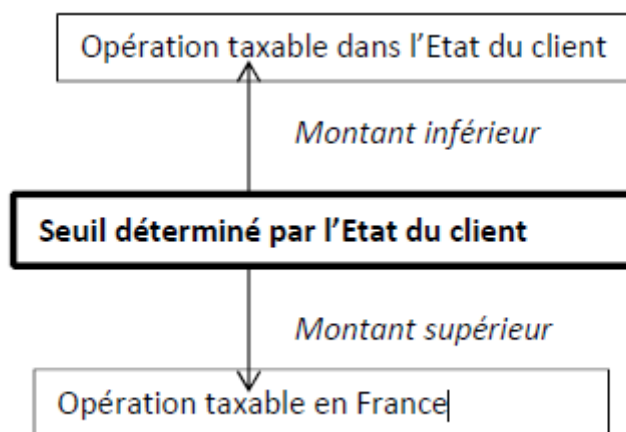 Opération taxable dans l'Etat du client
Montant inférieur
Seuil déterminé par l'Etat du client
Montant supérieur
Opération taxable en France